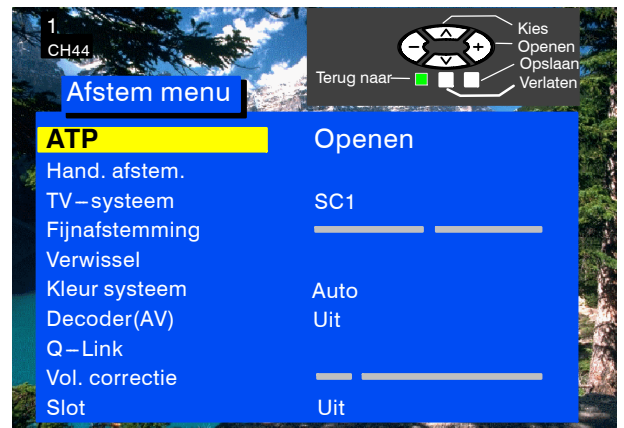 1.
CH44
Kies
Openen
Opslaan
Terug naar
Verlaten
Afstem menu
ATP Openen
Hand. afstem.
TV–systeem SC1
Fijnafstemming
Verwissel
Kleur systeem Auto
Decoder(AV) Uit
Q–Link
Vol. correctie
Slot Uit